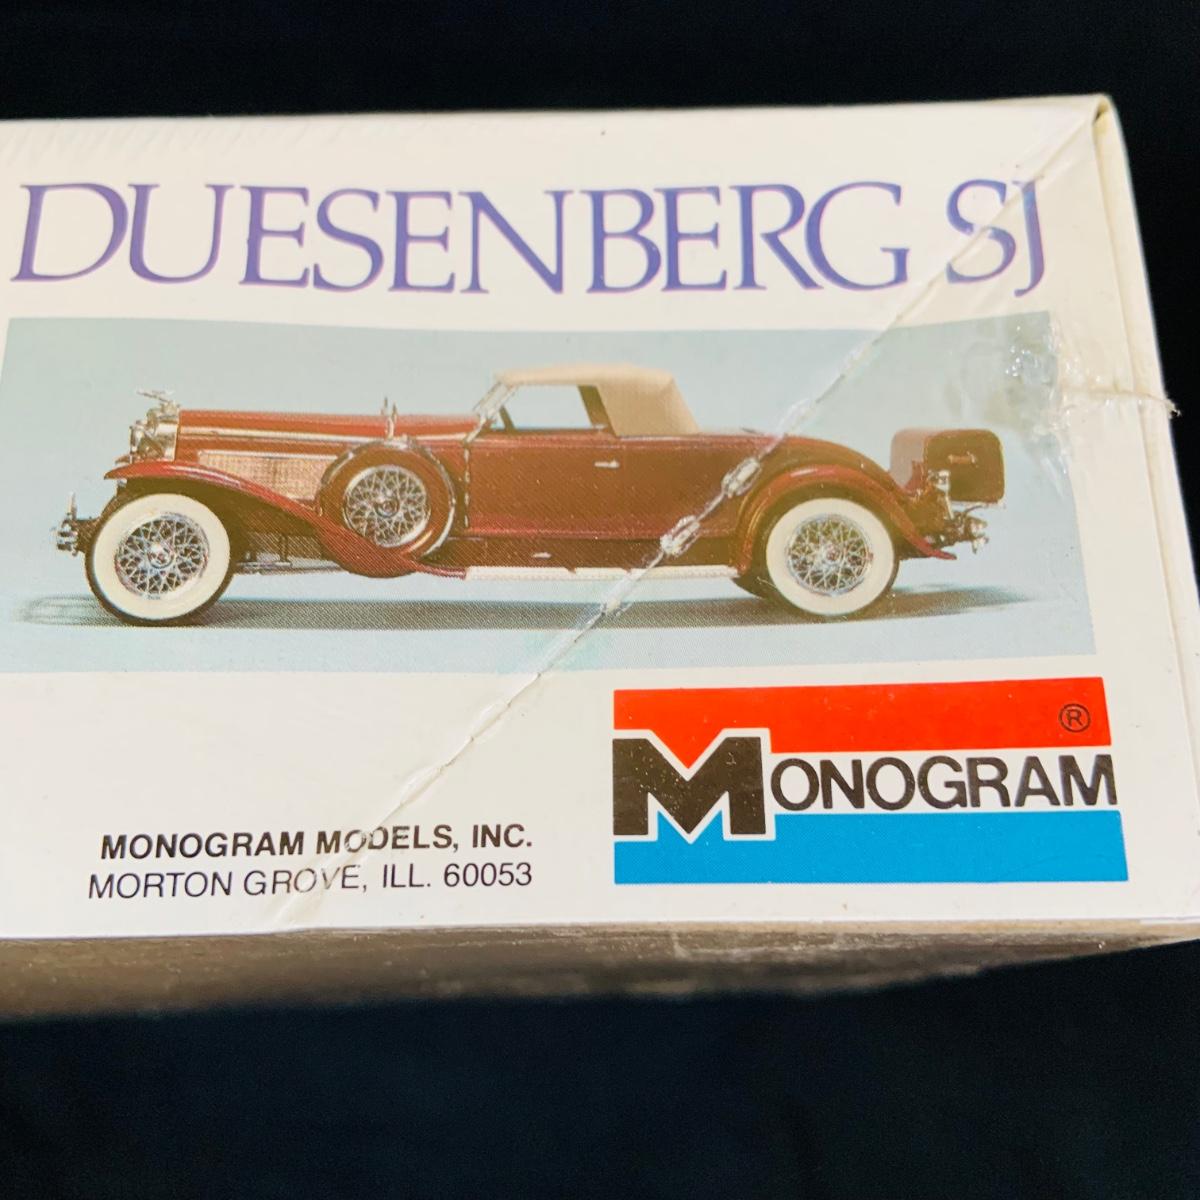 DUESENBERG SJ
MONOGRAM ®
MONOGRAM MODELS, INC.
MORTON GROVE, ILL. 60053